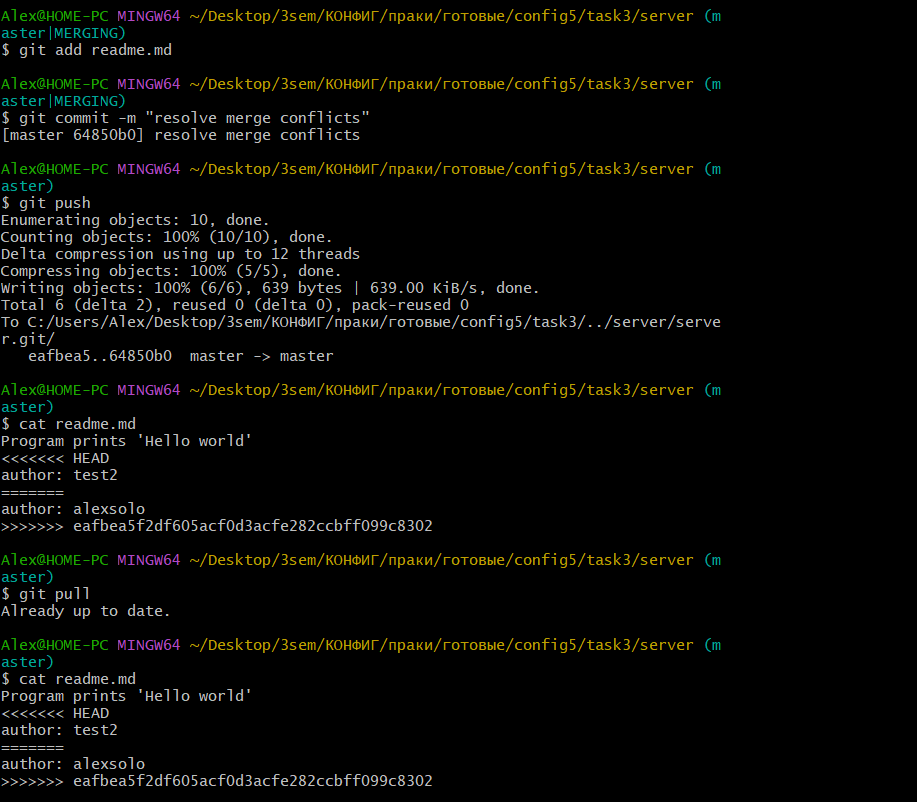 Alex@HOME-PC MINGW64 ~/Desktop/3sem/КОНФИГ/праки/готовые/config5/task3/server (m
aster|MERGING)
$ git add readme.md
Alex@HOME-PC MINGW64 ~/Desktop/3sem/КОНФИГ/праки/готовые/config5/task3/server (m
aster|MERGING)
$ git commit -m "resolve merge conflicts"
[master 64850b0] resolve merge conflicts
Alex@HOME-PC MINGW64 ~/Desktop/3sem/КОНФИГ/праки/готовые/config5/task3/server (m
aster)
$ git push
Enumerating objects: 10, done.
Counting objects: 100% (10/10), done.
Delta compression using up to 12 threads
Compressing objects: 100% (5/5), done.
Writing objects: 100% (6/6), 639 bytes | 639.00 KiB/s, done.
Total 6 (delta 2), reused 0 (delta 0), pack-reused 0
To C:/Users/Alex/Desktop/3sem/КОНФИГ/праки/готовые/config5/task3/../server/serve
r.git/
   eafbea5..64850b0  master -> master
Alex@HOME-PC MINGW64 ~/Desktop/3sem/КОНФИГ/праки/готовые/config5/task3/server (m
aster)
$ cat readme.md
Program prints 'Hello world'
<<<<<<< HEAD
author: test2
=======
author: alexsolo
>>>>>>> eafbea5f2df605acf0d3acfe282ccbff099c8302
Alex@HOME-PC MINGW64 ~/Desktop/3sem/КОНФИГ/праки/готовые/config5/task3/server (m
aster)
$ git pull
Already up to date.
Alex@HOME-PC MINGW64 ~/Desktop/3sem/КОНФИГ/праки/готовые/config5/task3/server (m
aster)
$ cat readme.md
Program prints 'Hello world'
<<<<<<< HEAD
author: test2
=======
author: alexsolo
>>>>>>> eafbea5f2df605acf0d3acfe282ccbff099c8302